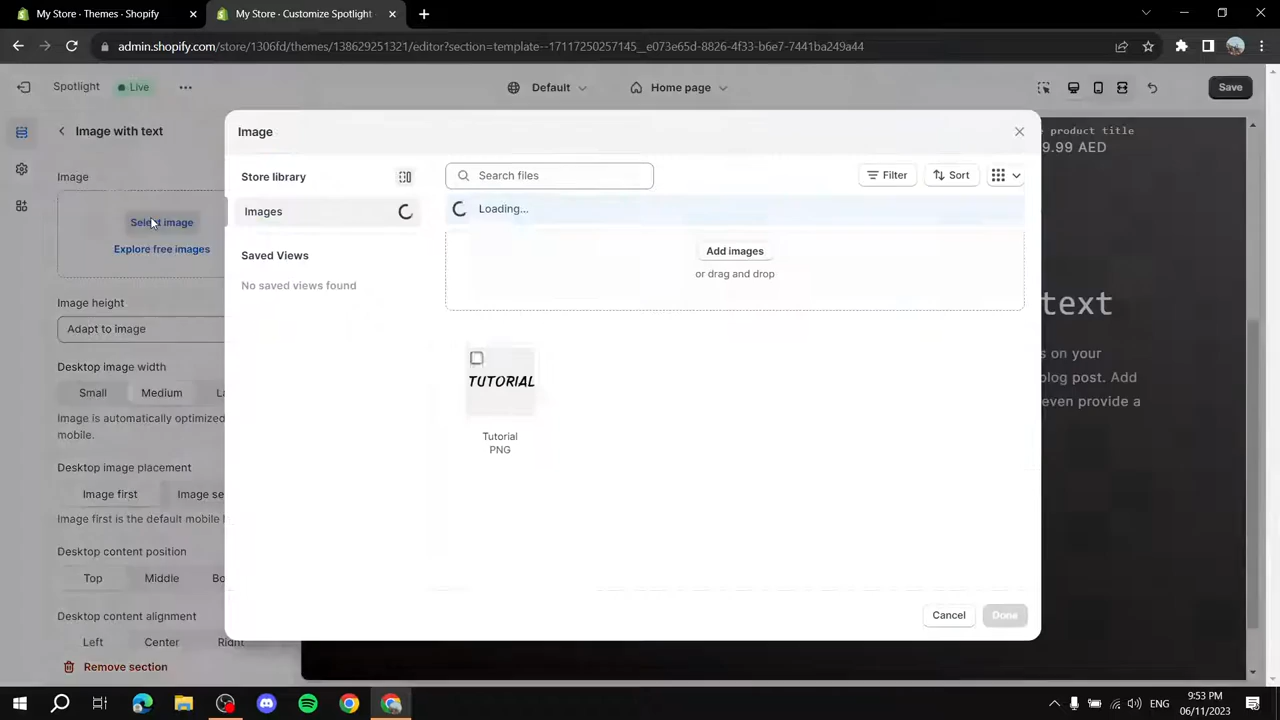 My Store - Themes - Shopify
My Store - Customize Spotlight
admin.shopify.com/store/1306fd/themes/138629251321/editor?section=template--17117250257145__e073e65d-8826-4f33-b6e7-7441ba249a44
Spotlight
Live
Default
Home page
Save
Image with text
Image
Select image
Explore free images
Image height
Adapt to image
Desktop image width
Small
Medium
La
Image is automatically optimized
mobile.
Desktop image placement
Image first
Image se
Image first is the default mobile l
Desktop content position
Top
Middle
Bo
Desktop content alignment
Left
Center
Right
Remove section
Image
Store library
Images
Saved Views
No saved views found
Search files
Filter
Sort
Loading...
Add images
or drag and drop
TUTORIAL
Tutorial
PNG
Cancel
Done
product title
9.99 AED
text
s on your
blog post. Add
even provide a
ENG
9:53 PM
06/11/2023